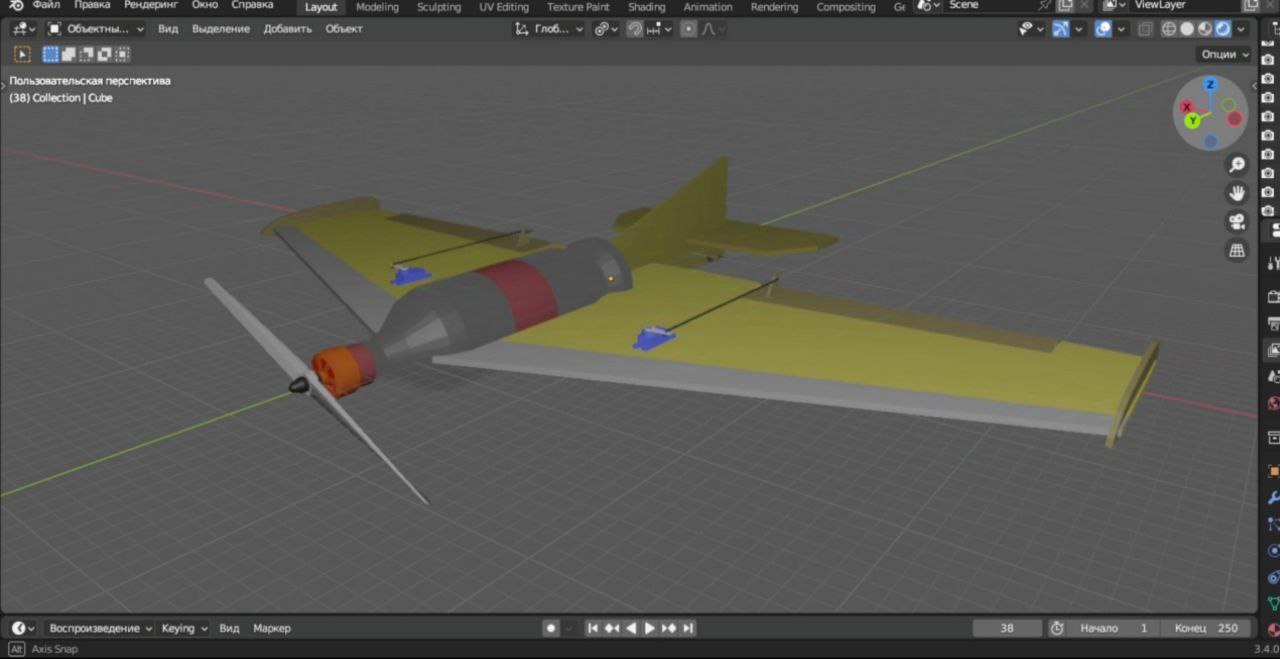 Файл Правка Рендеринг Окно Справка Layout Modeling Sculpting UV Editing Texture Paint Shading Animation Rendering Compositing Scene ViewLayer
Объектны... Вид Выделение Добавить Объект Глоб...
Опции
Пользовательская перспектива
(38) Collection | Cube
Z
X
Y
Воспроизведение Keying Вид Маркер 38 Начало 1 Конец 250
Alt Axis Snap 3.4.0